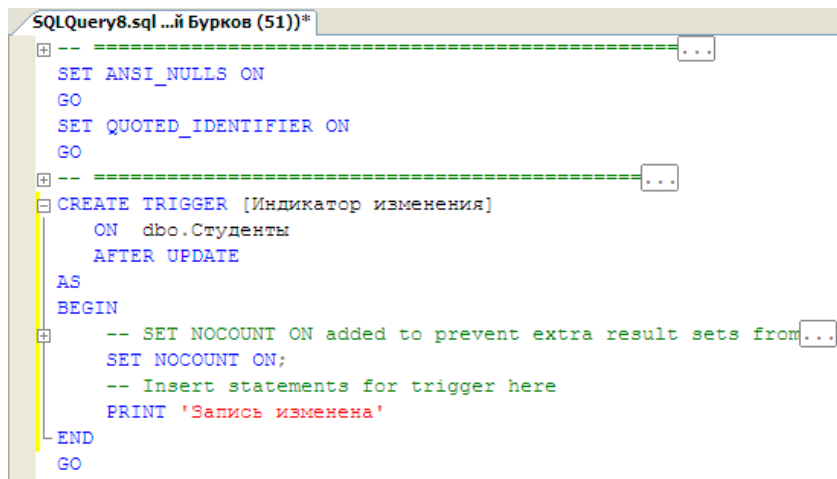 SQLQuery8.sql ...й Бурков (51))*
-- ================================================...
SET ANSI_NULLS ON
GO
SET QUOTED_IDENTIFIER ON
GO
-- =============================================...
CREATE TRIGGER [Индикатор изменения]
ON dbo.Студенты
AFTER UPDATE
AS
BEGIN
-- SET NOCOUNT ON added to prevent extra result sets from...
SET NOCOUNT ON;
-- Insert statements for trigger here
PRINT 'Запись изменена'
END
GO